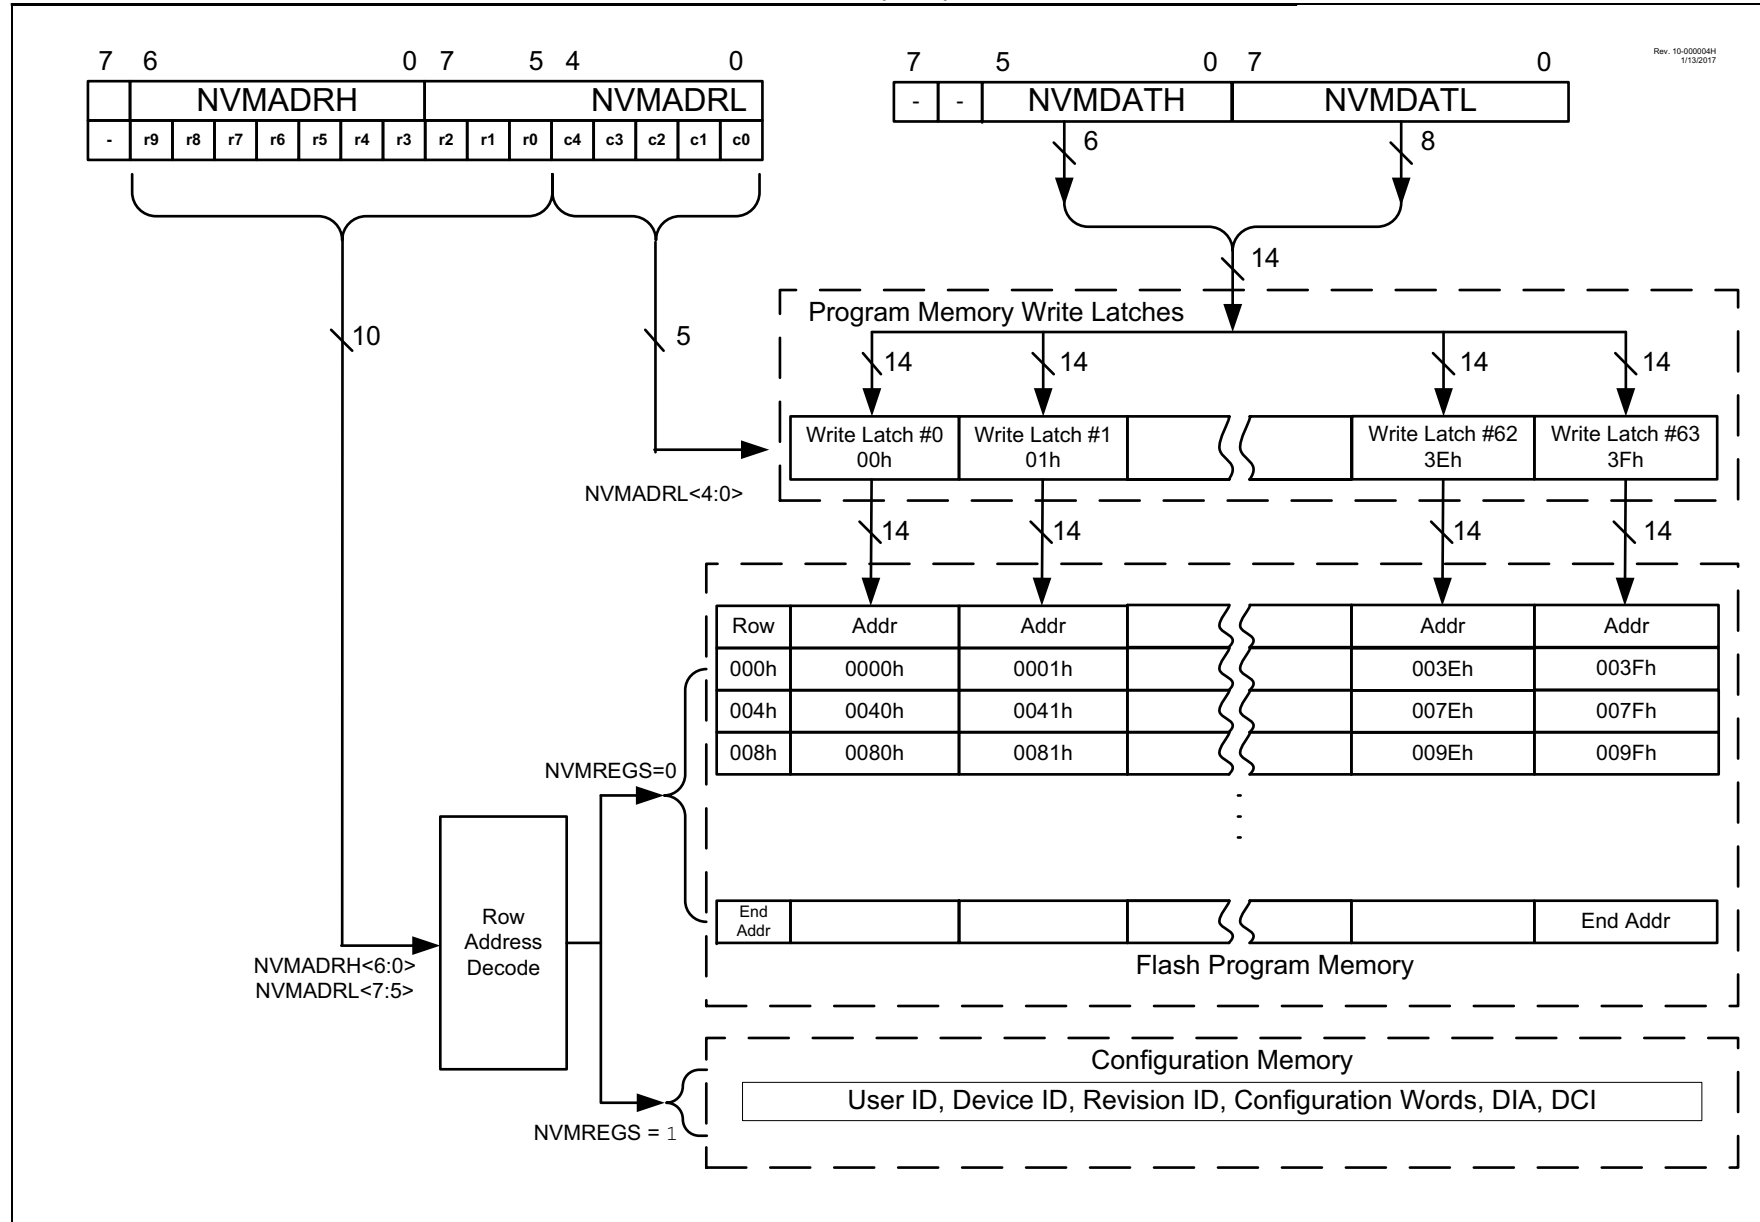 Rev. 10-000004H
1/13/2017
7 6 0 7 5 4 0
7 5 0 7 0
NVMADRH NVMADRL
- - NVMDATH NVMDATL
- r9 r8 r7 r6 r5 r4 r3 r2 r1 r0 c4 c3 c2 c1 c0
6 8
14
Program Memory Write Latches
10 5
14 14 14 14
Write Latch #0 Write Latch #1 Write Latch #62 Write Latch #63
00h 01h 3Eh 3Fh
NVMADRL<4:0>
14 14 14 14
Row Addr Addr Addr Addr
000h 0000h 0001h 003Eh 003Fh
004h 0040h 0041h 007Eh 007Fh
008h 0080h 0081h 009Eh 009Fh
NVMREGS=0
End
Addr
End Addr
Row
Address
Decode
NVMADRH<6:0>
NVMADRL<7:5>
Flash Program Memory
Configuration Memory
User ID, Device ID, Revision ID, Configuration Words, DIA, DCI
NVMREGS = 1